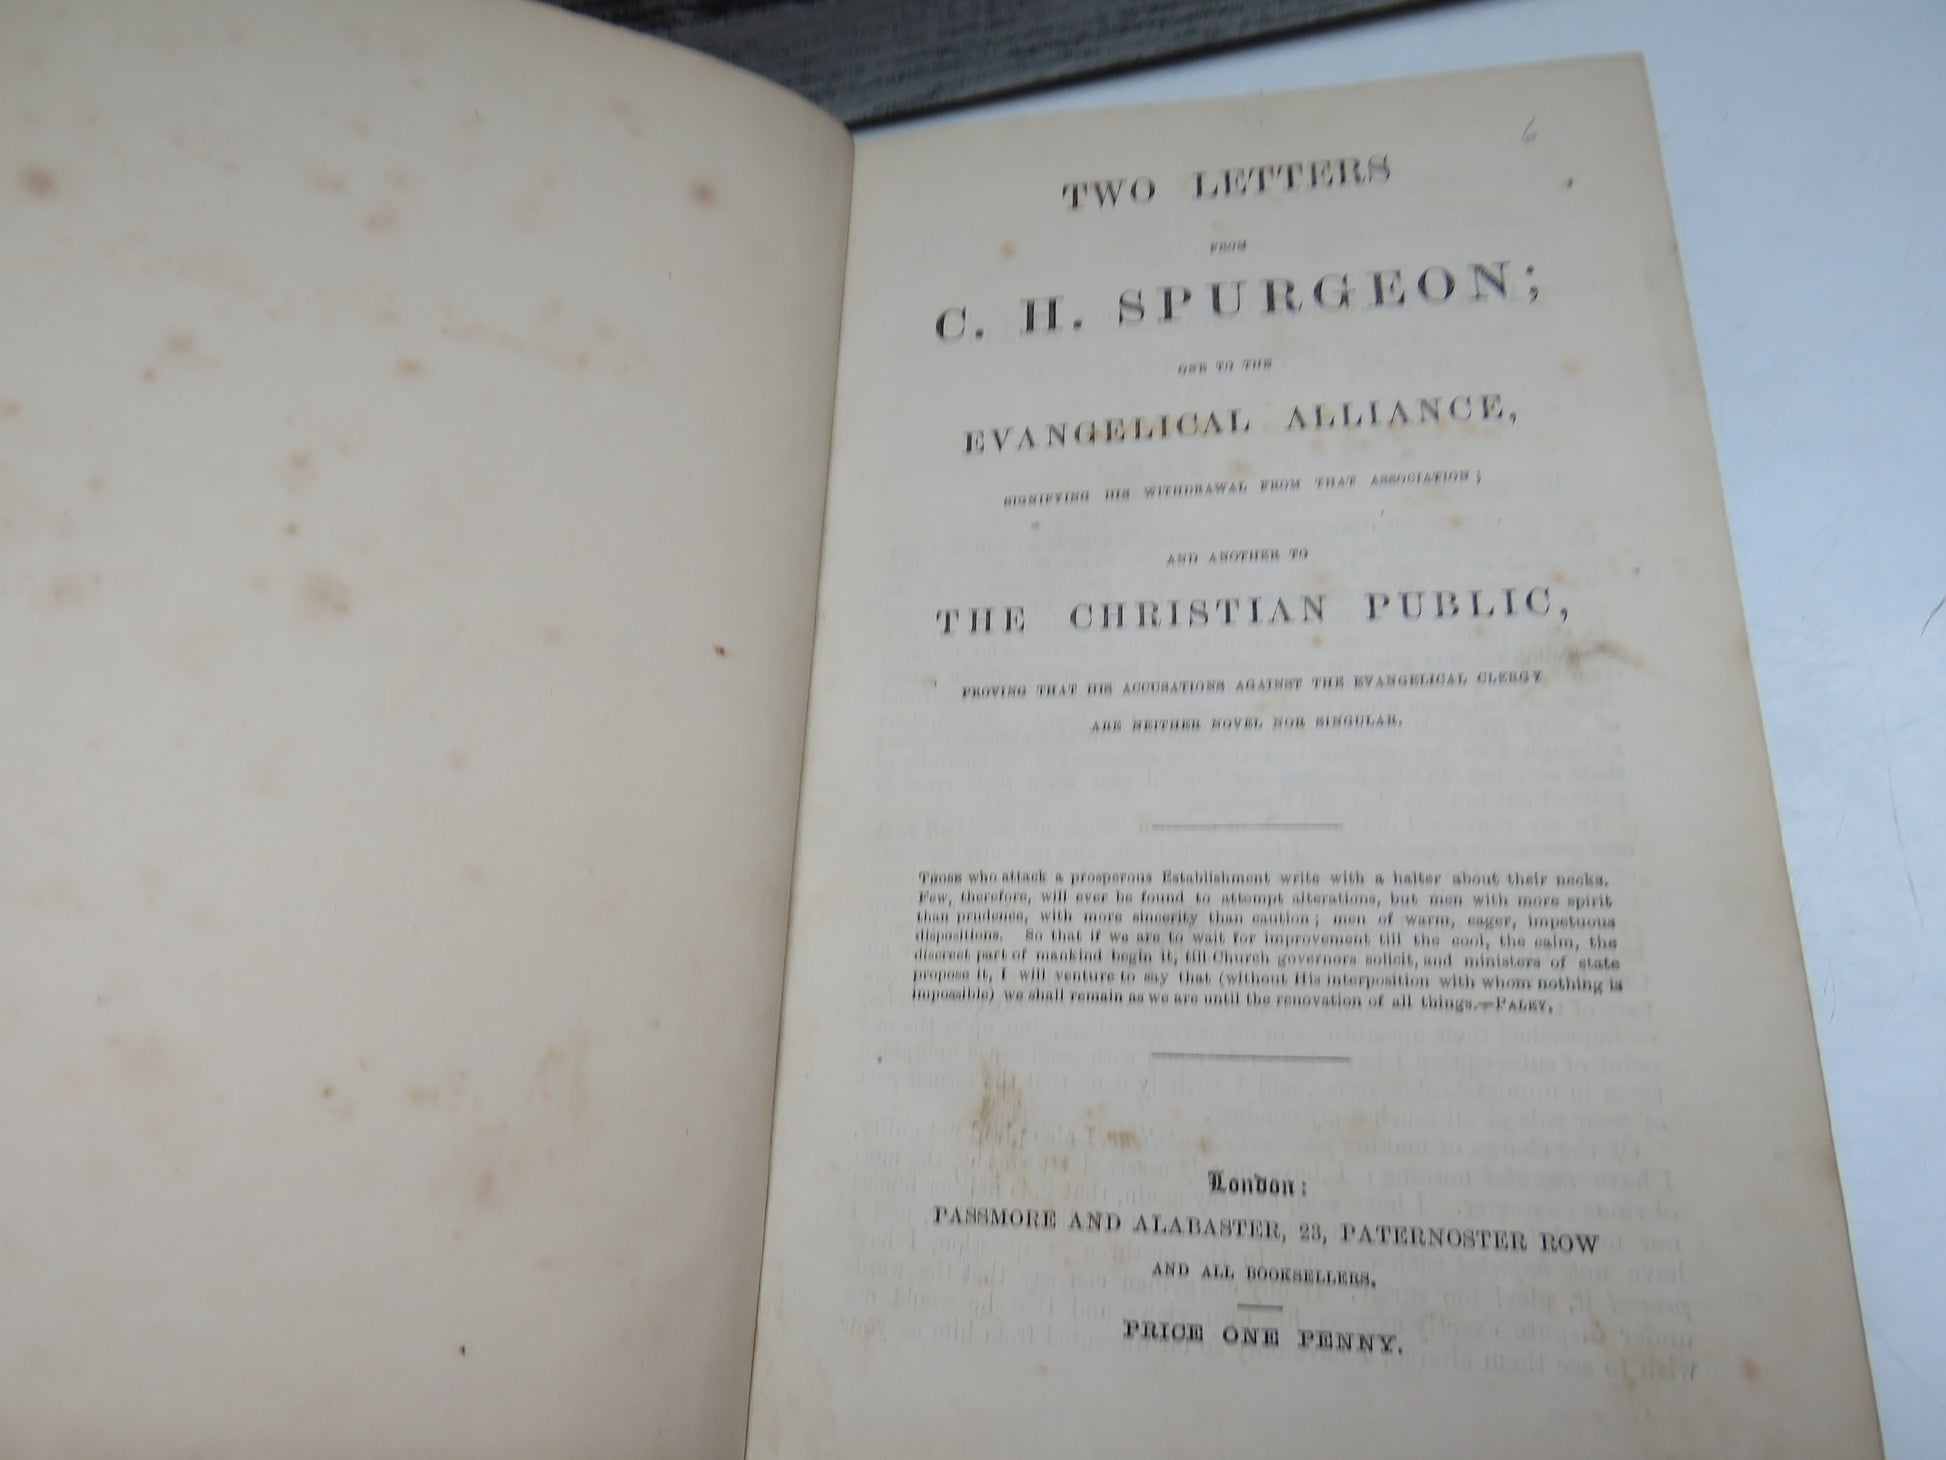 6
TWO LETTERS
FROM
C. H. SPURGEON;
ONE TO THE
EVANGELICAL ALLIANCE,
SIGNIFYING HIS WITHDRAWAL FROM THAT ASSOCIATION;
AND ANOTHER TO
THE CHRISTIAN PUBLIC,
PROVING THAT HIS ACCUSATIONS AGAINST THE EVANGELICAL CLERGY
ARE NEITHER NOVEL NOR SINGULAR.
THOSE who attack a prosperous Establishment write with a halter about their necks.
Few, therefore, will ever be found to attempt alterations, but men with more spirit
than prudence, with more sincerity than caution; men of warm, eager, impetuous
dispositions. So that if we are to wait for improvement till the cool, the calm, the
discreet part of mankind begin it, till Church governors solicit, and ministers of state
propose it, I will venture to say that (without His interposition with whom nothing is
impossible) we shall remain as we are until the renovation of all things.—PALEY.
London:
PASSMORE AND ALABASTER, 23, PATERNOSTER ROW
AND ALL BOOKSELLERS.
PRICE ONE PENNY.